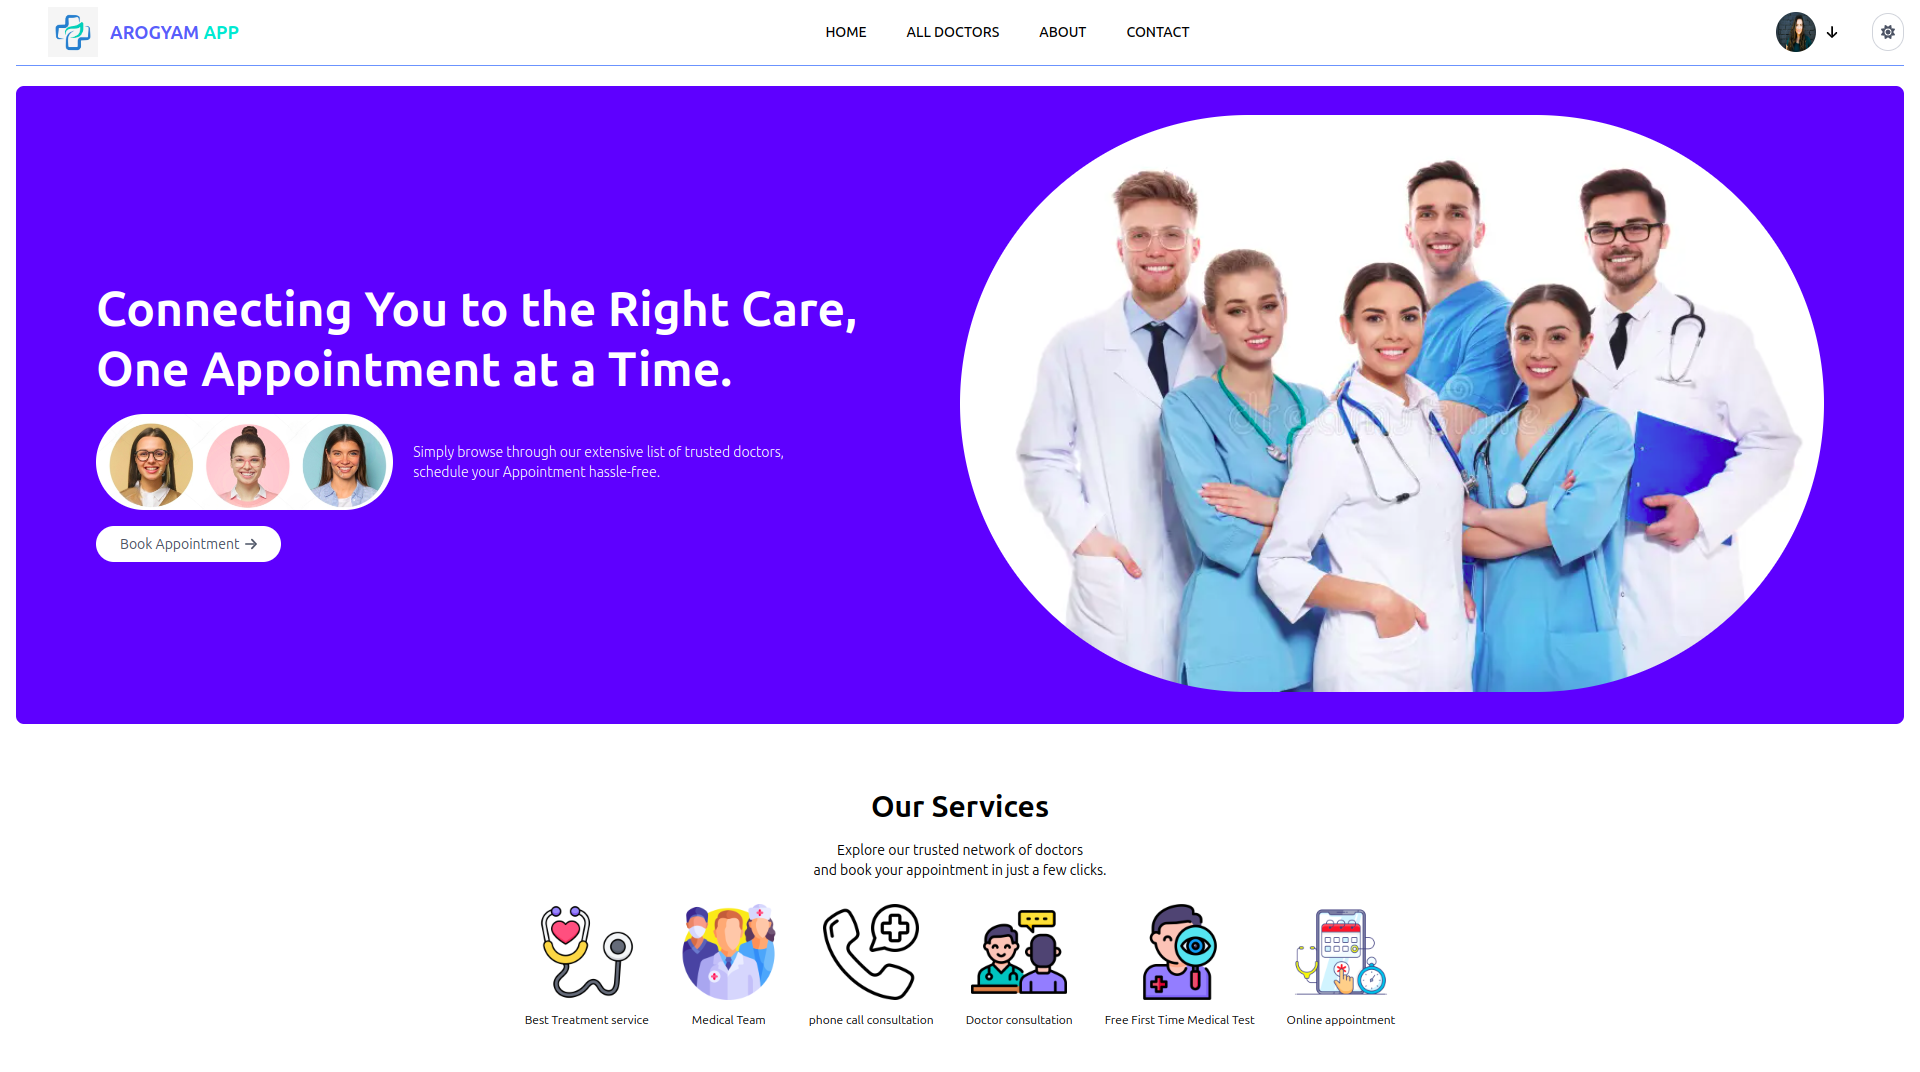 AROGYAM APP
HOME
ALL DOCTORS
ABOUT
CONTACT
Connecting You to the Right Care,
One Appointment at a Time.
Simply browse through our extensive list of trusted doctors,
schedule your Appointment hassle-free.
Book Appointment
dreamstime
Our Services
Explore our trusted network of doctors
and book your appointment in just a few clicks.
Best Treatment service
Medical Team
phone call consultation
Doctor consultation
Free First Time Medical Test
Online appointment